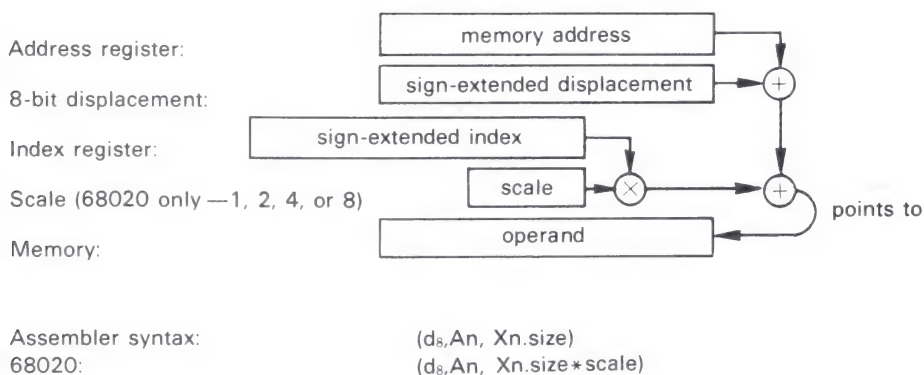 memory address
Address register:
sign-extended displacement
+
8-bit displacement:
sign-extended index
Index register:
scale
×
+
Scale (68020 only—1, 2, 4, or 8)
points to
operand
Memory:
Assembler syntax: (d₈,An, Xn.size)
68020: (d₈,An, Xn.size*scale)